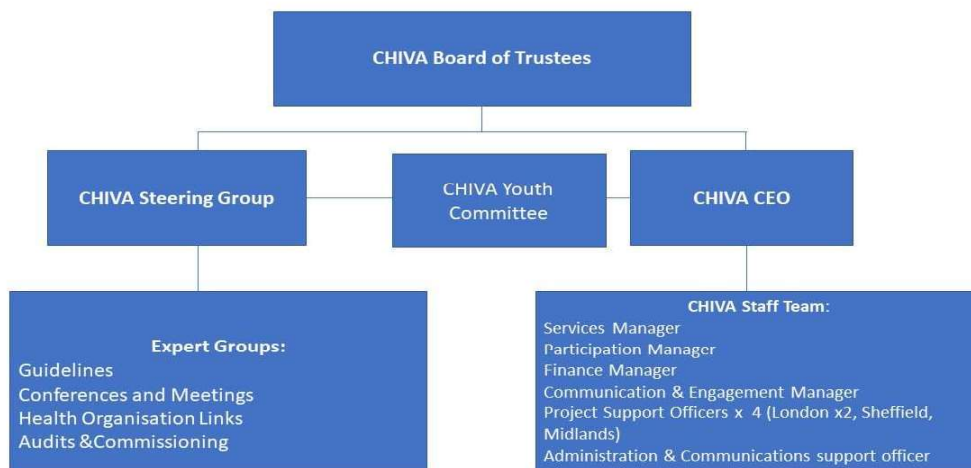 CHIVA Board of Trustees
CHIVA Steering Group
CHIVA Youth
Committee
CHIVA CEO
Expert Groups:
Guidelines
Conferences and Meetings
Health Organisation Links
Audits &Commissioning
CHIVA Staff Team:
Services Manager
Participation Manager
Finance Manager
Communication & Engagement Manager
Project Support Officers x 4 (London x2, Sheffield,
Midlands)
Administration & Communications support officer